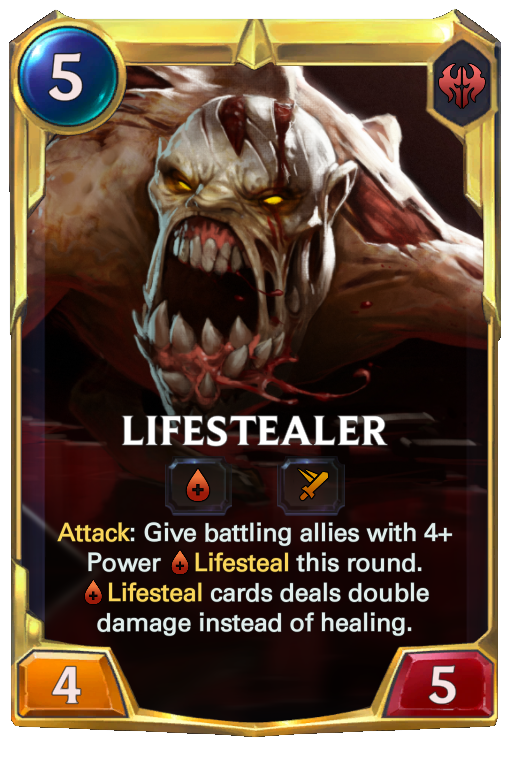 5
LIFESTEALER
Attack: Give battling allies with 4+
Power Lifesteal this round.
Lifesteal cards deals double
damage instead of healing.
4
5